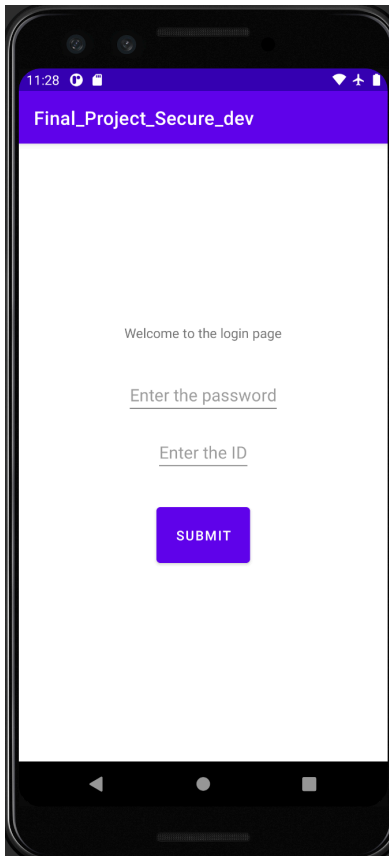 11:28
Final_Project_Secure_dev
Welcome to the login page
Enter the password
Enter the ID
SUBMIT